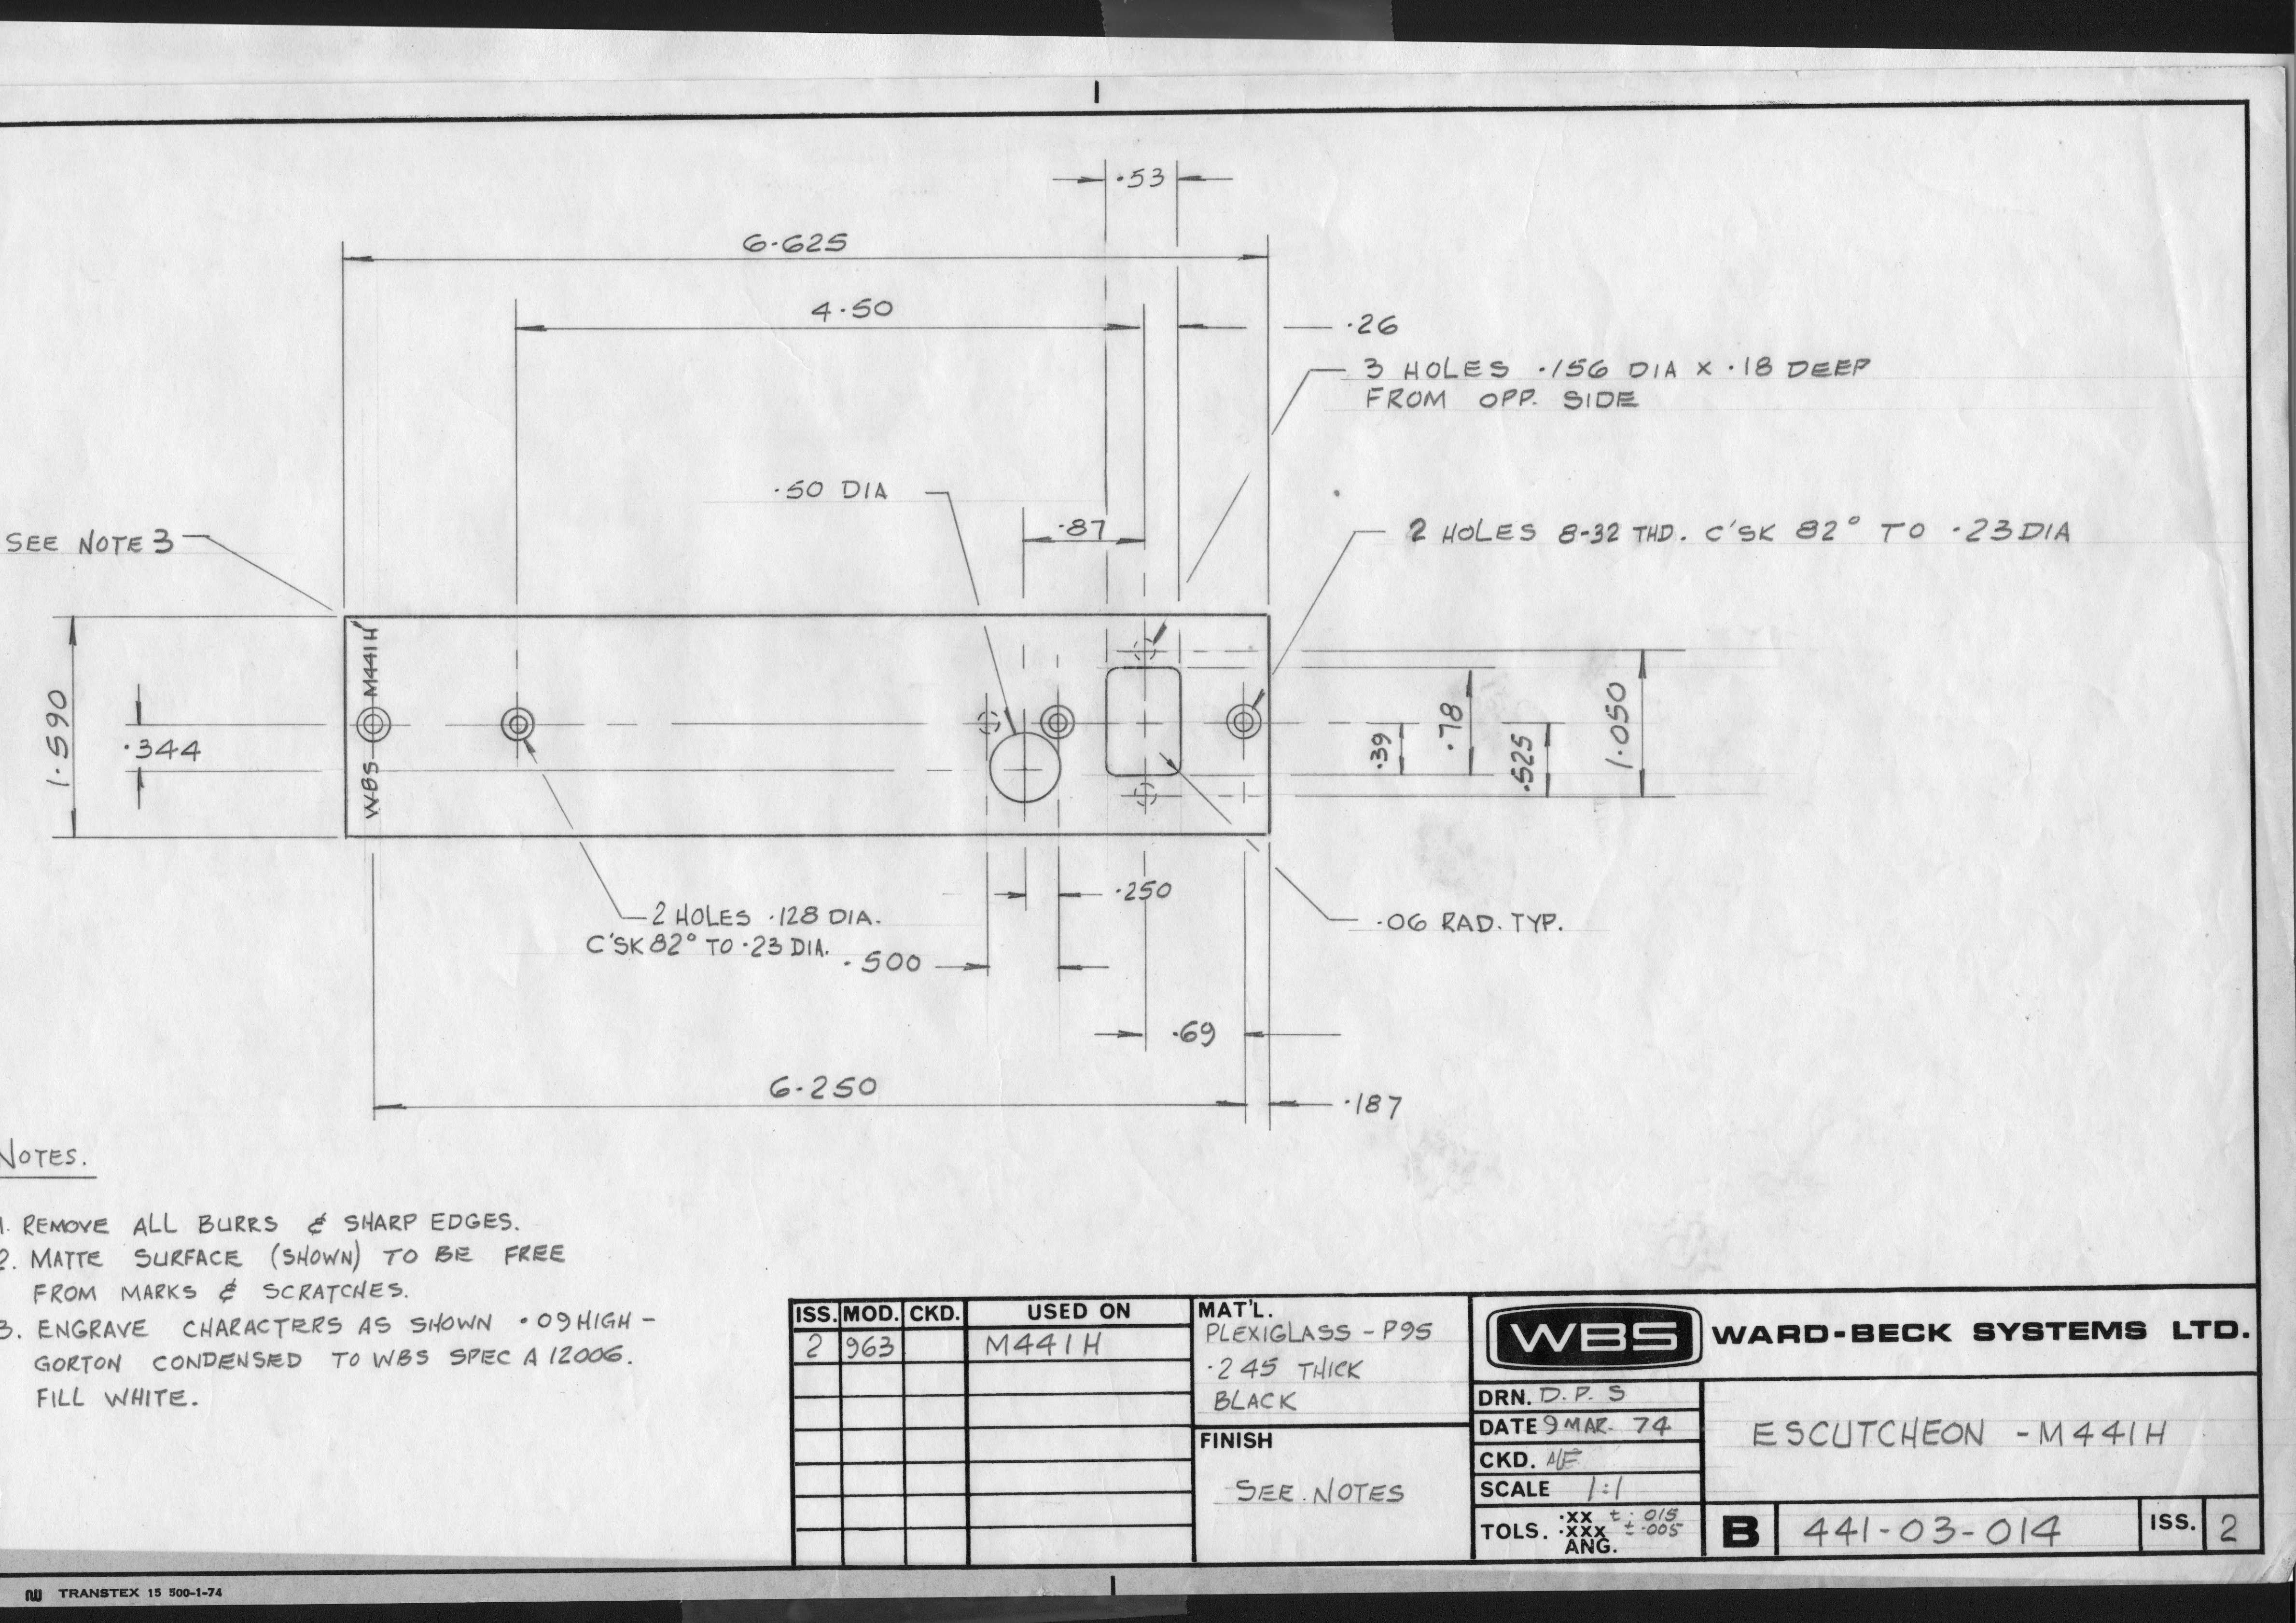 .53
6.625
4.50
.26
3 HOLES .156 DIA x .18 DEEP
FROM OPP. SIDE
.50 DIA
.87
SEE NOTE 3
2 HOLES 8-32 THD. C'SK 82° TO .23 DIA
1.590
.344
WBS M441H
.39
.78
.525
1.050
2 HOLES .128 DIA.
C'SK 82° TO .23 DIA.
.250
.500
.06 RAD. TYP.
.69
6.250
.187
NOTES.
1. REMOVE ALL BURRS & SHARP EDGES.
2. MATTE SURFACE (SHOWN) TO BE FREE
FROM MARKS & SCRATCHES.
3. ENGRAVE CHARACTERS AS SHOWN .09 HIGH -
GORTON CONDENSED TO WBS SPEC A 12006.
FILL WHITE.
ISS. MOD. CKD. USED ON
2 963 M441H
MAT'L.
PLEXIGLASS - P95
.245 THICK
BLACK
FINISH
SEE NOTES
WBS WARD-BECK SYSTEMS LTD.
DRN. D.P.S
DATE 9 MAR. 74
CKD.
SCALE 1:1
TOLS. .XX ± .015
.XXX ± .005
ANG.
ESCUTCHEON - M441H
B 441-03-014 ISS. 2
TRANSTEX 15 500-1-74